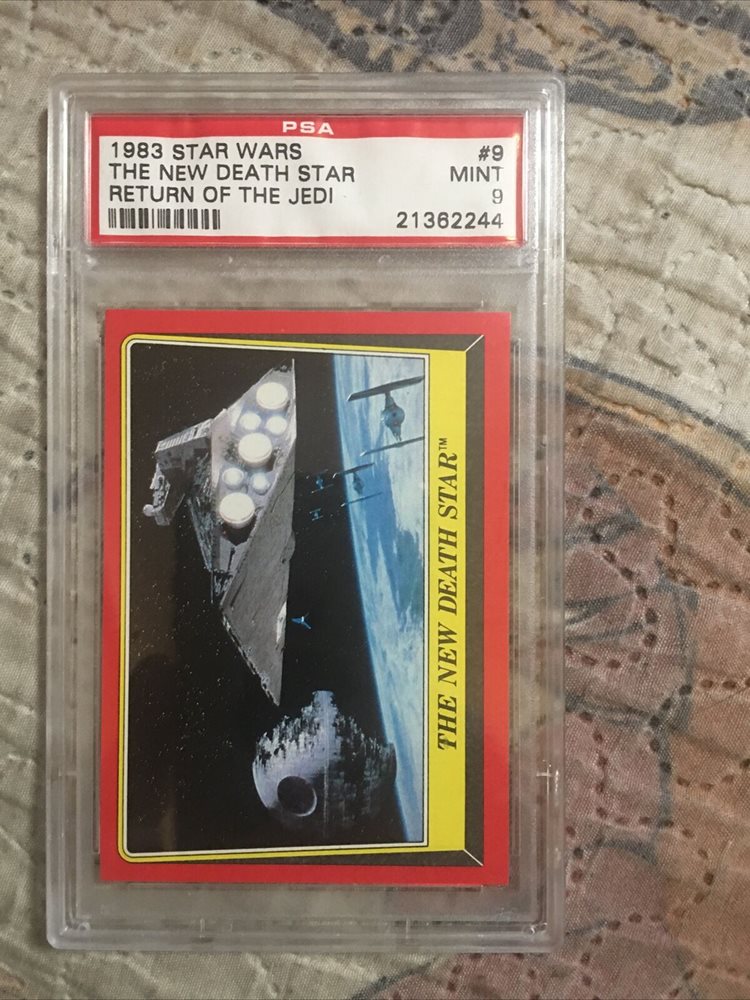 PSA
1983 STAR WARS #9
THE NEW DEATH STAR MINT
RETURN OF THE JEDI 9
21362244
THE NEW DEATH STAR™